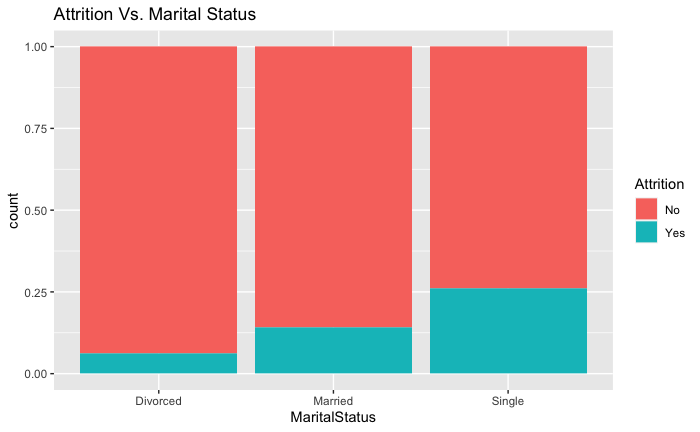 Attrition Vs. Marital Status
1.00
0.75
0.50
0.25
0.00
count
Divorced Married Single
MaritalStatus
Attrition
No
Yes